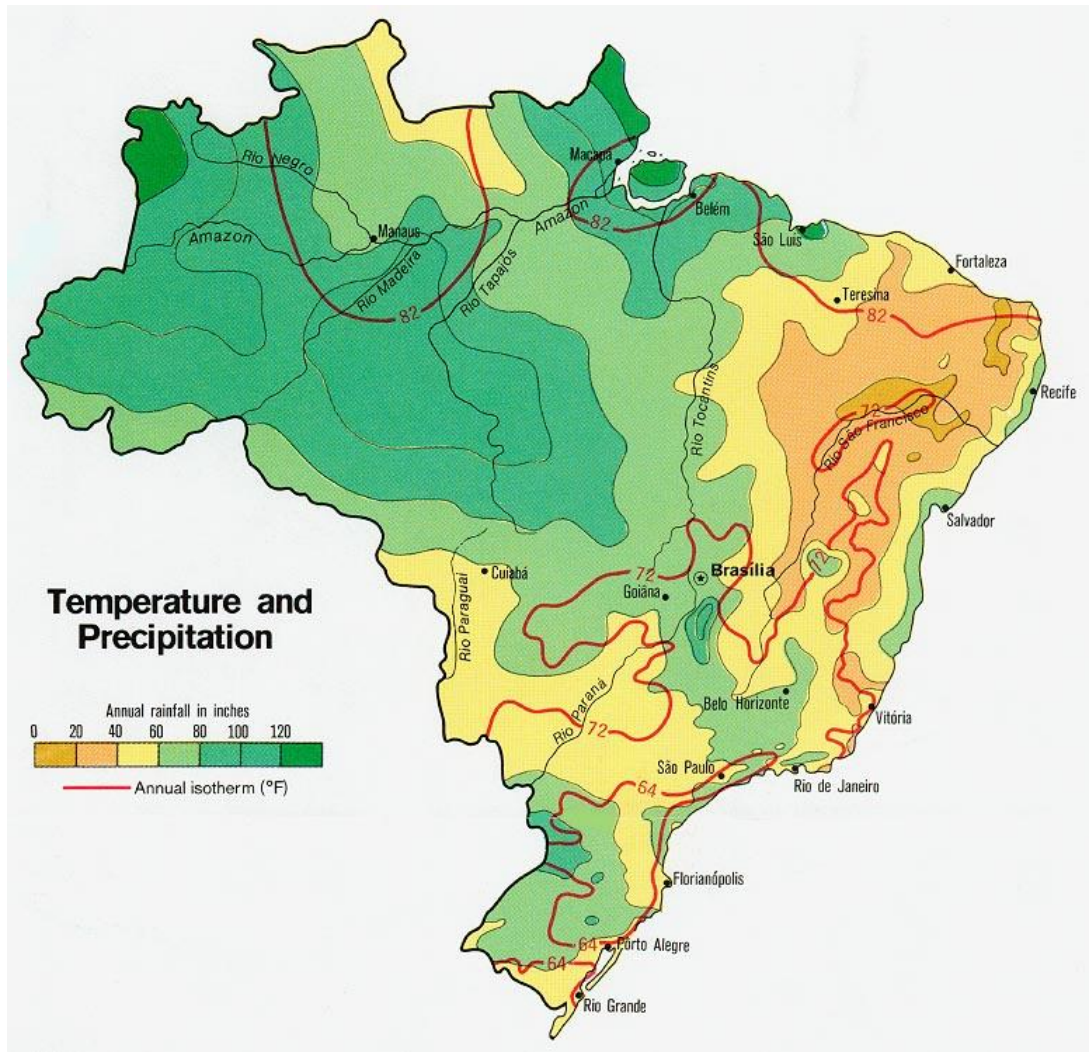 Rio Negro
Macapá
Amazon
82
Belém
Amazon
Manaus
São Luís
Fortaleza
Rio Madeira
Rio Tapajós
Teresma
82
82
Rio Tocantins
Recife
72
Rio São Francisco
Salvador
72
72
Brasília
Cuiabá
Goiâna
Rio Paraguai
Temperature and
Precipitation
Belo Horizonte
Rio Paraná
Vitória
72
Annual rainfall in inches
0 20 40 60 80 100 120
São Paulo
Rio de Janeiro
64
Annual isotherm (°F)
Florianópolis
64
Pórto Alegre
64
Rio Grande